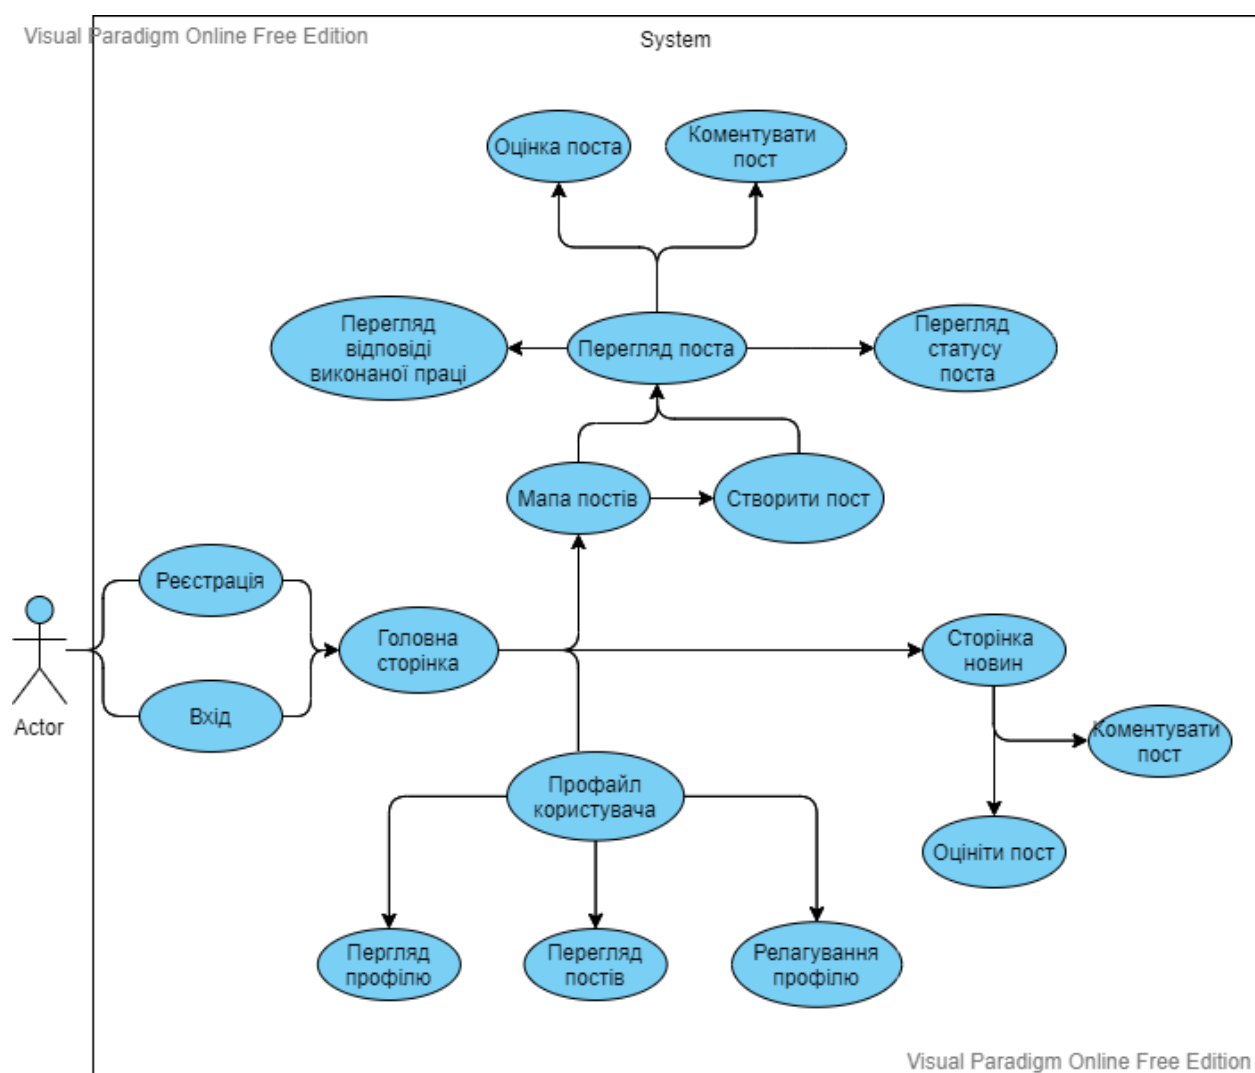 Visual Paradigm Online Free Edition
System
Оцінка поста
Коментувати
пост
Перегляд
відповіді
виконаної праці
Перегляд поста
Перегляд
статусу
поста
Мапа постів
Створити пост
Реєстрація
Головна
сторінка
Сторінка
новин
Вхід
Actor
Коментувати
пост
Профайл
користувача
Оцініти пост
Пергляд
профілю
Перегляд
постів
Релагування
профілю
Visual Paradigm Online Free Edition